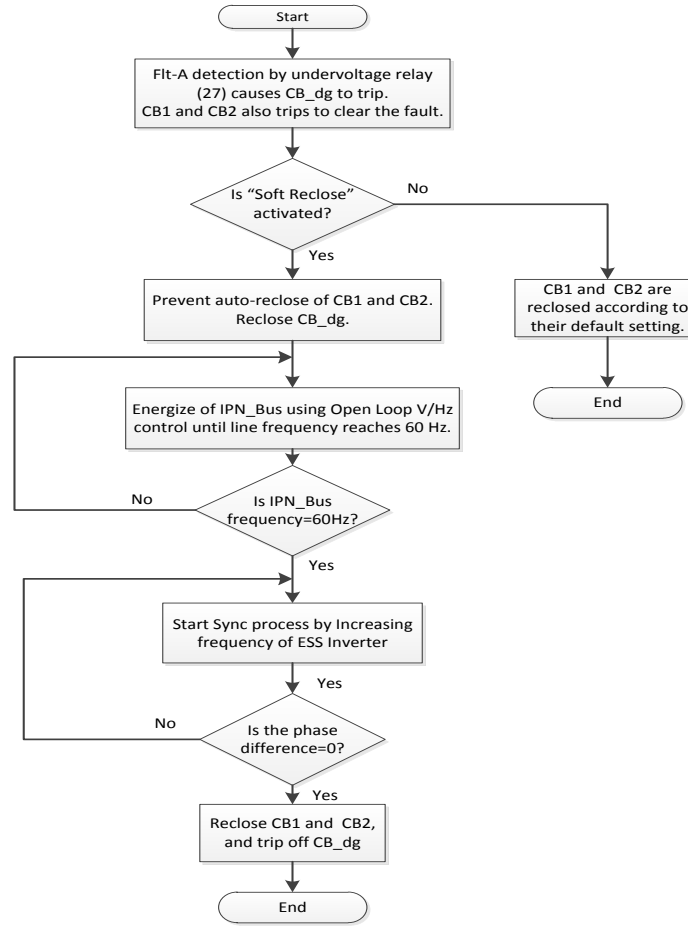 Start
Flt-A detection by undervoltage relay
(27) causes CB_dg to trip.
CB1 and CB2 also trips to clear the fault.
Is “Soft Reclose”
activated?
No
Yes
Prevent auto-reclose of CB1 and CB2.
Reclose CB_dg.
CB1 and CB2 are
reclosed according to
their default setting.
End
Energize of IPN_Bus using Open Loop V/Hz
control until line frequency reaches 60 Hz.
No
Is IPN_Bus
frequency=60Hz?
Yes
Start Sync process by Increasing
frequency of ESS Inverter
Yes
No
Is the phase
difference=0?
Yes
Reclose CB1 and CB2,
and trip off CB_dg
End